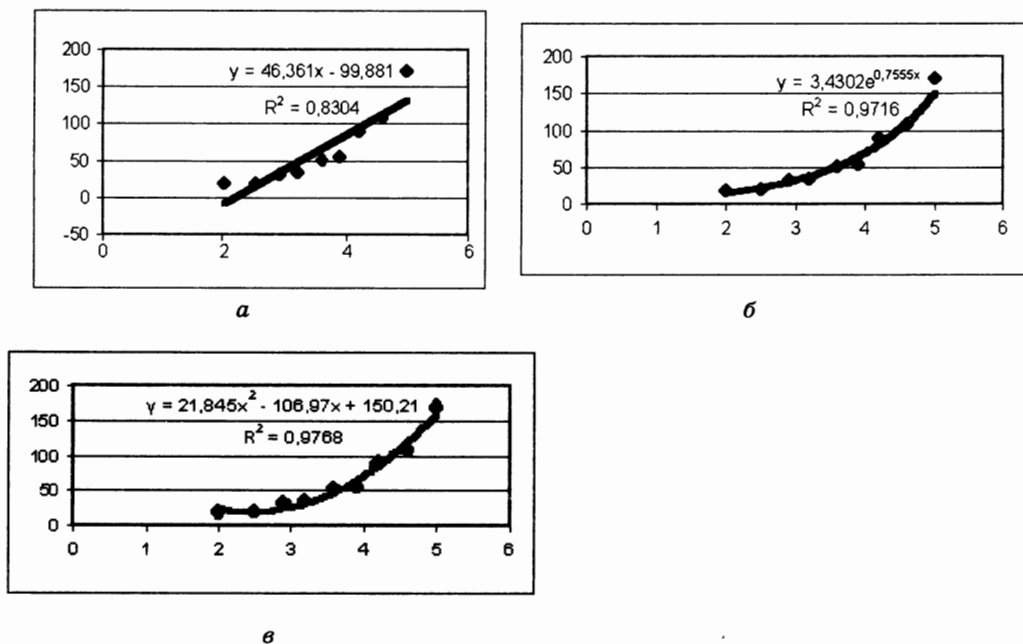 200
150
100
50
0
-50
0 2 4 6
y = 46,361x - 99,881
R² = 0,8304
а
200
150
100
50
0
0 1 2 3 4 5 6
y = 3,4302e^0,7555x
R² = 0,9716
б
200
150
100
50
0
0 1 2 3 4 5 6
y = 21,845x² - 106,97x + 150,21
R² = 0,9768
в